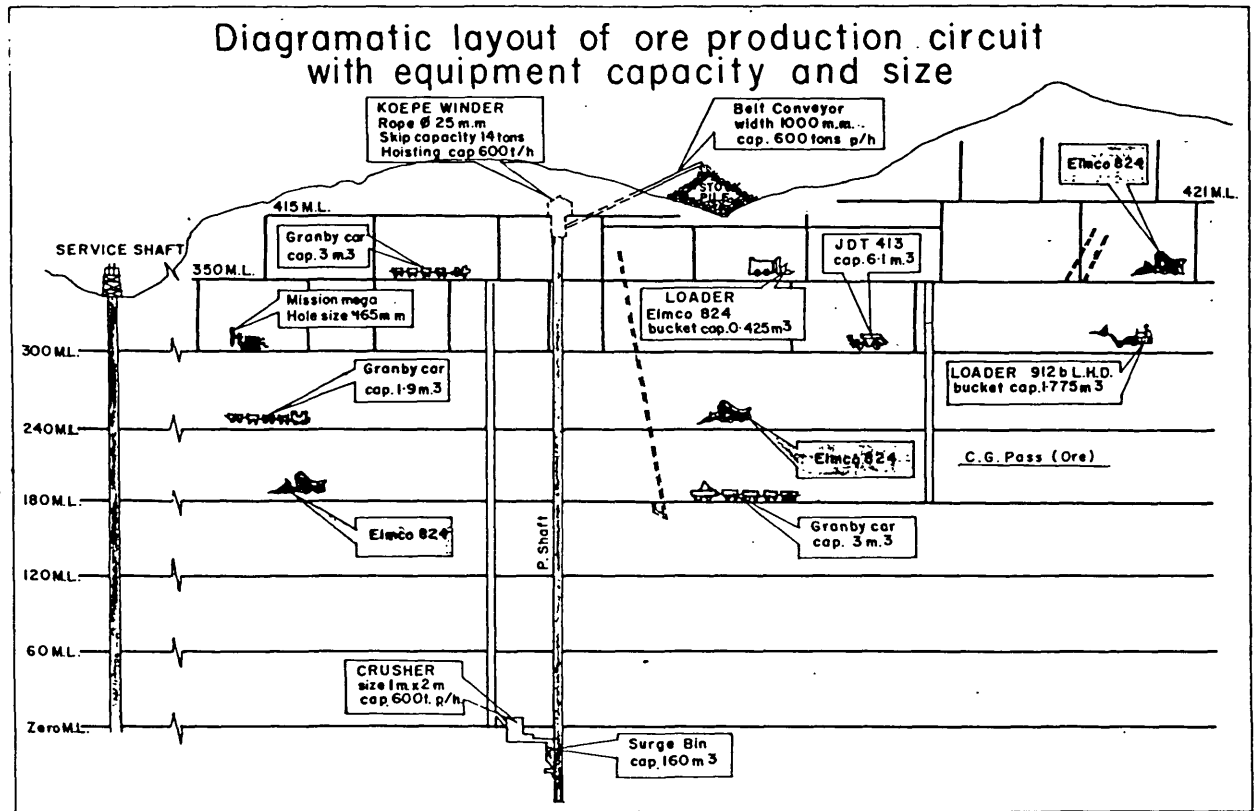 Diagramatic layout of ore production circuit
with equipment capacity and size
KOEPE WINDER
Rope Ø 25 m.m
Skip capacity 14 tons
Hoisting cap 600 t/h
Belt Conveyor
width 1000 m.m.
cap. 600 tons p/h
STOCK
PILE
Elmco 824
421 M.L.
415 M.L.
SERVICE SHAFT
Granby car
cap. 3 m.3
JDT 413
cap. 6·1 m.3
350 M.L.
Mission mega
Hole size 465 m m
LOADER
Elmco 824
bucket cap. 0·425 m3
300 M.L.
Granby car
cap. 1·9 m.3
LOADER 912 b L.H.D.
bucket cap. 1·775 m3
240 M.L.
Elmco 824
C.G. Pass (Ore)
180 M.L.
Elmco 824
Granby car
cap. 3 m.3
P. Shaft
120 M.L.
60 M.L.
CRUSHER
size 1m. x 2 m
cap. 600 t. p/h.
Zero M.L.
Surge Bin
cap. 160 m3